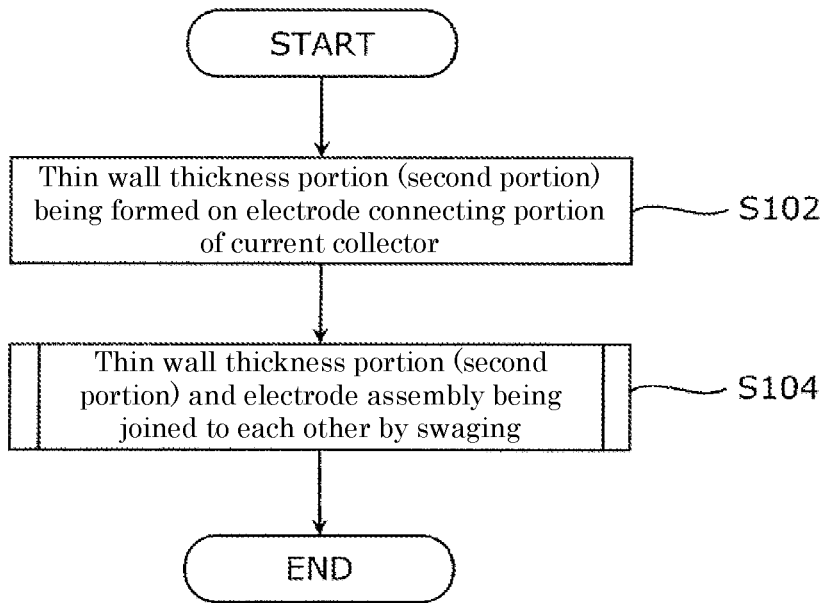 START
Thin wall thickness portion (second portion)
being formed on electrode connecting portion
of current collector
S102
Thin wall thickness portion (second
portion) and electrode assembly being
joined to each other by swaging
S104
END